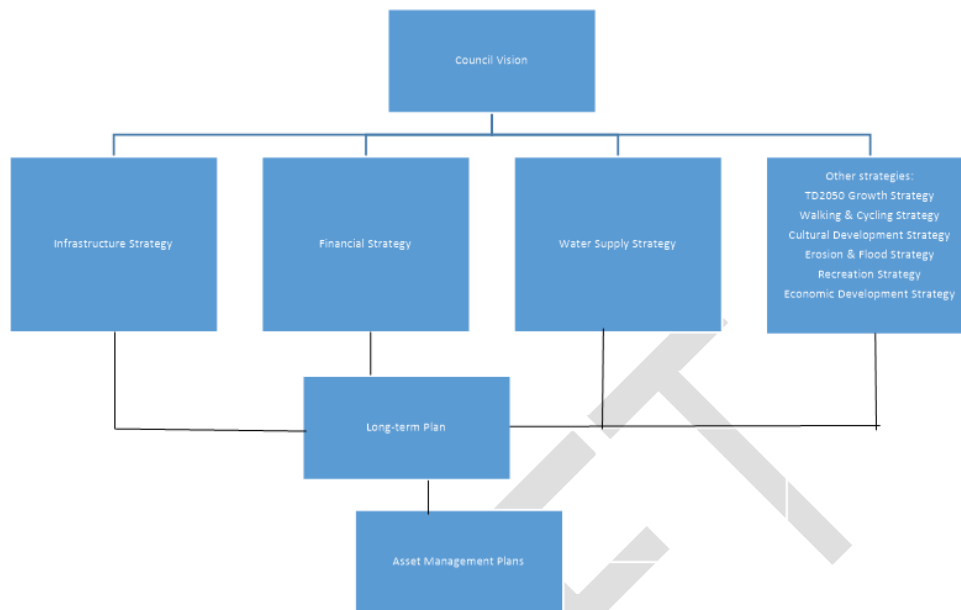 Council Vision
Infrastructure Strategy
Financial Strategy
Water Supply Strategy
Other strategies:
TD2050 Growth Strategy
Walking & Cycling Strategy
Cultural Development Strategy
Erosion & Flood Strategy
Recreation Strategy
Economic Development Strategy
Long-term Plan
Asset Management Plans